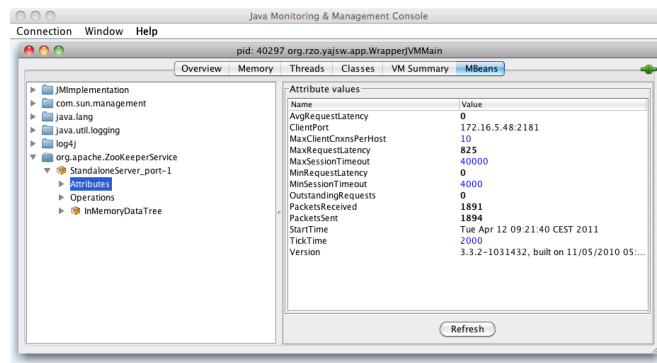 Java Monitoring & Management Console
Connection Window Help
pid: 40297 org.rzo.yajsw.app.WrapperJVMMain
Overview Memory Threads Classes VM Summary MBeans
JMImplementation
com.sun.management
java.lang
java.util.logging
log4j
org.apache.ZooKeeperService
StandaloneServer_port-1
Attributes
Operations
InMemoryDataTree
Attribute values
Name Value
AvgRequestLatency 0
ClientPort 172.16.5.48:2181
MaxClientCnxnsPerHost 10
MaxRequestLatency 825
MaxSessionTimeout 40000
MinRequestLatency 0
MinSessionTimeout 4000
OutstandingRequests 0
PacketsReceived 1891
PacketsSent 1894
StartTime Tue Apr 12 09:21:40 CEST 2011
TickTime 2000
Version 3.3.2-1031432, built on 11/05/2010 05:...
Refresh